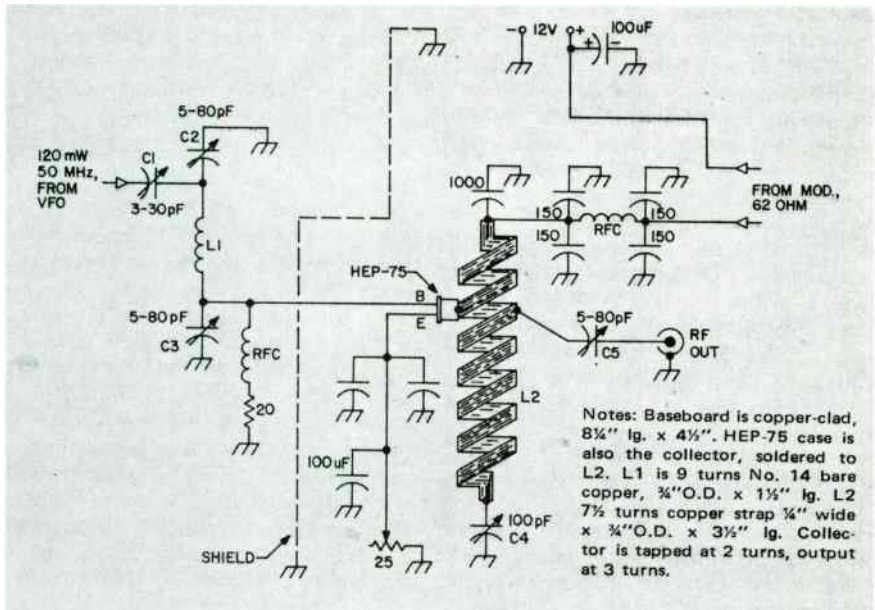 - 12V +
100uF
+ -
5-80pF
C2
120 mW
50 MHz,
FROM
VFO
C1
3-30pF
L1
1000
150
150
RFC
150
150
FROM MOD.,
62 OHM
HEP-75
B
E
5-80pF
C3
RFC
20
5-80pF
C5
RF
OUT
L2
100uF
25
SHIELD
100pF
C4
Notes: Baseboard is copper-clad,
8¼" lg. x 4½". HEP-75 case is
also the collector, soldered to
L2. L1 is 9 turns No. 14 bare
copper, ¾"O.D. x 1½" lg. L2
7½ turns copper strap ¼" wide
x ¾"O.D. x 3½" lg. Collec-
tor is tapped at 2 turns, output
at 3 turns.